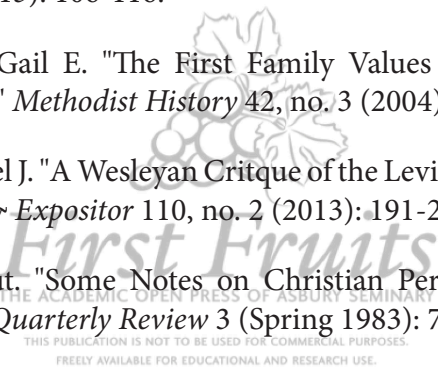 Gail E. "The First Family Values
" Methodist History 42, no. 3 (2004)
el J. "A Wesleyan Critque of the Levi
Expositor 110, no. 2 (2013): 191-2
First Fruits
ut. "Some Notes on Christian Per
THE ACADEMIC OPEN PRESS OF ASBURY SEMINARY
Quarterly Review 3 (Spring 1983): 7
THIS PUBLICATION IS NOT TO BE USED FOR COMMERCIAL PURPOSES.
FREELY AVAILABLE FOR EDUCATIONAL AND RESEARCH USE.